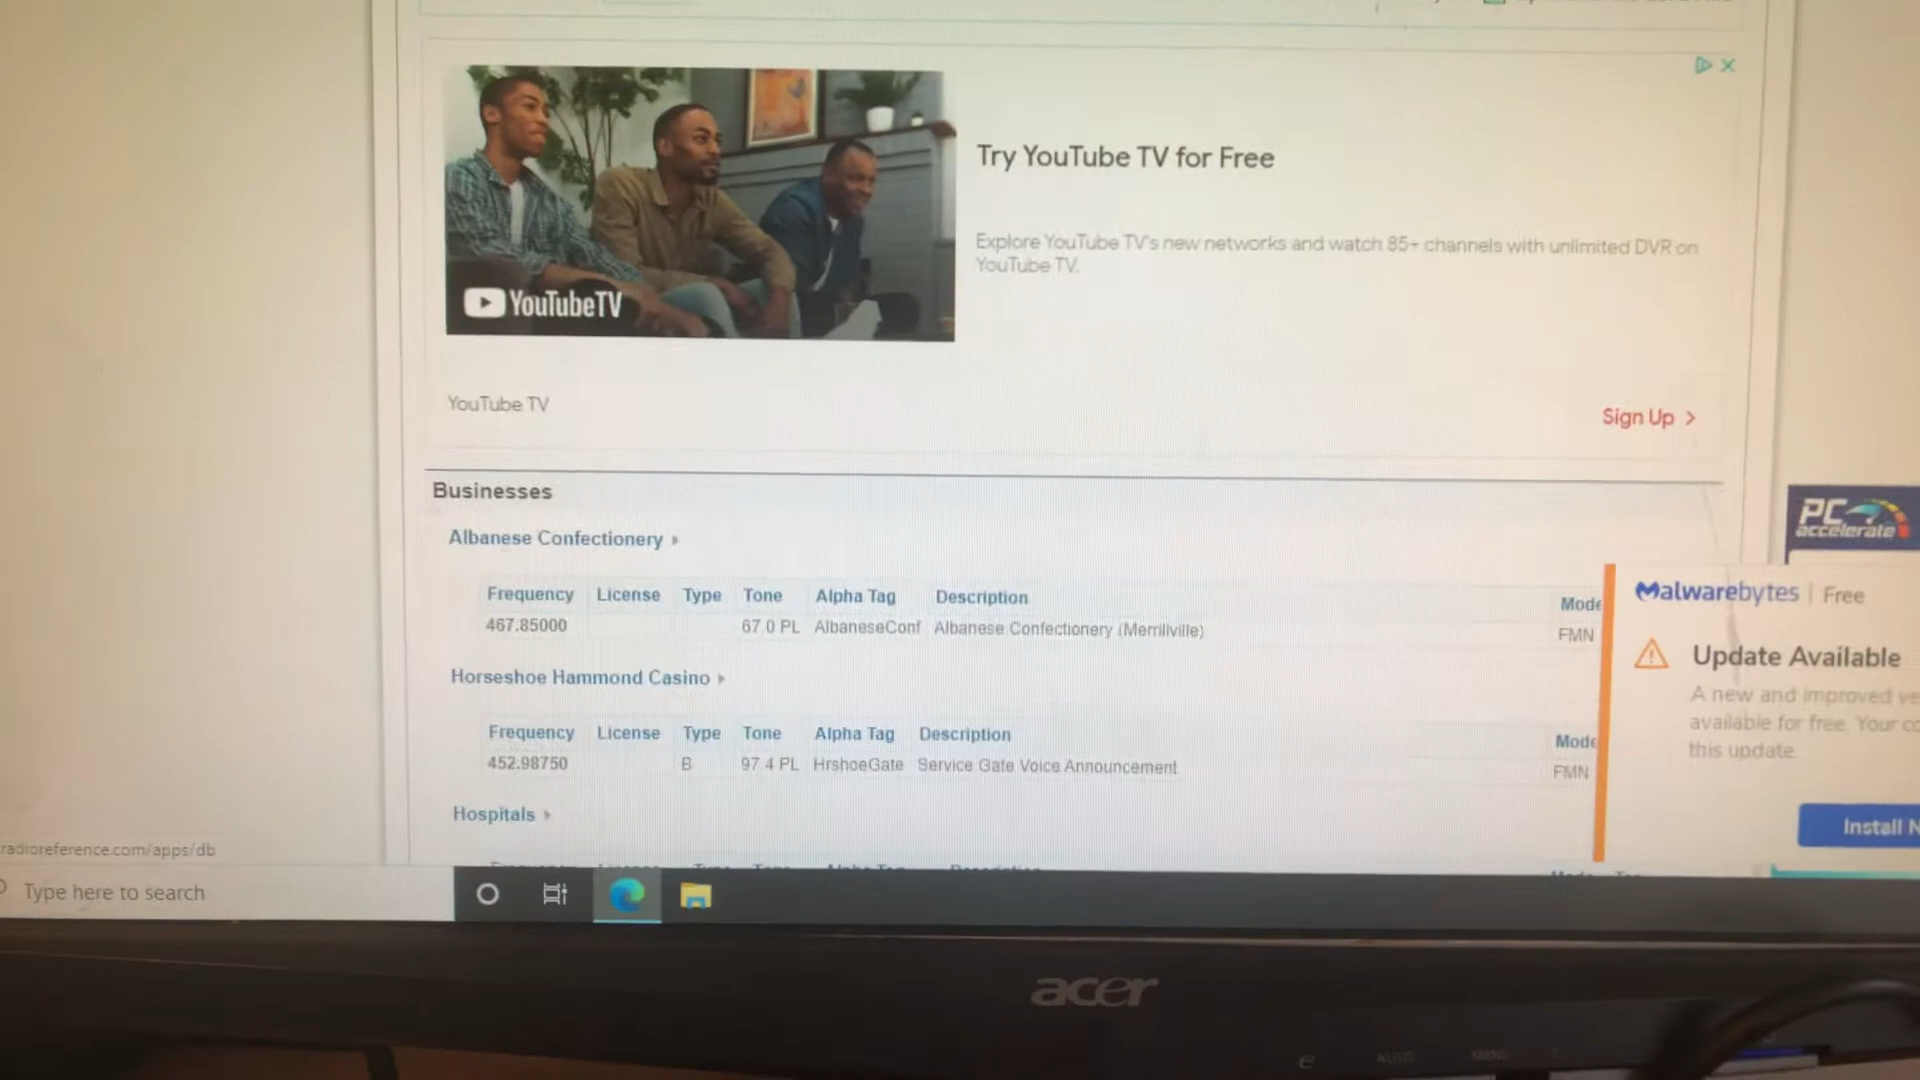 Try YouTube TV for Free
Explore YouTube TV's new networks and watch 85+ channels with unlimited DVR on
YouTube TV.
YouTubeTV
YouTube TV
Sign Up >
Businesses
Albanese Confectionery
Frequency License Type Tone Alpha Tag Description Mode
467.85000 67.0 PL AlbaneseConf Albanese Confectionery (Merrillville) FMN
Horseshoe Hammond Casino
Frequency License Type Tone Alpha Tag Description Mode
452.98750 B 97.4 PL HrshoeGate Service Gate Voice Announcement FMN
Hospitals
PC
accelerate
Malwarebytes | Free
Update Available
A new and improved ve
available for free. Your co
this update.
Install N
radioreference.com/apps/db
Type here to search
acer
e AUTO MENU